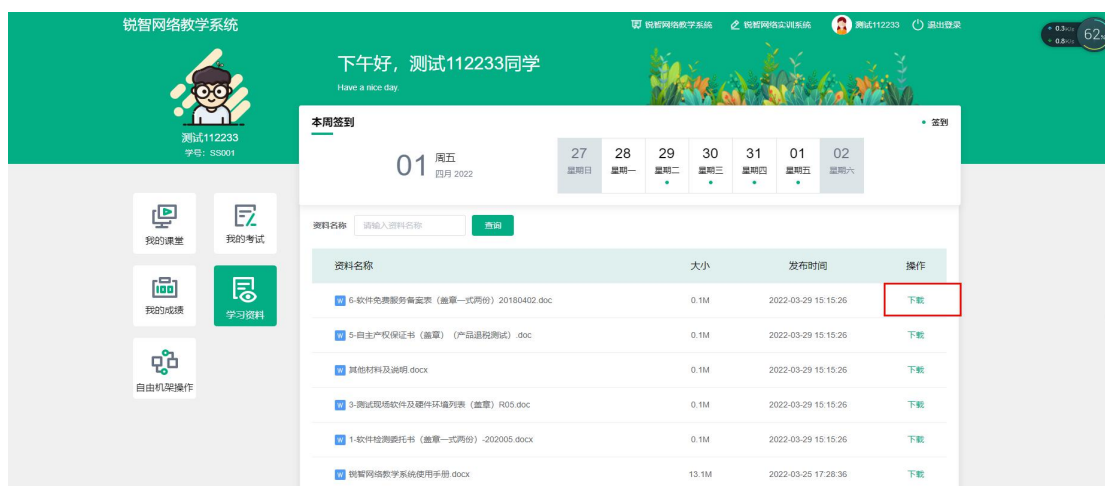 锐智网络教学系统
锐智网络教学系统 锐智网络实训系统 测试112233 退出登录
0.3K/s
0.8K/s
62%
下午好，测试112233同学
Have a nice day.
测试112233
学号：SS001
本周签到 签到
01 周五
四月 2022
27 28 29 30 31 01 02
星期日 星期一 星期二 星期三 星期四 星期五 星期六
我的课堂 我的考试
我的成绩 学习资料
自由机架操作
资料名称 请输入资料名称 查询
资料名称 大小 发布时间 操作
6-软件免费服务备案表（盖章一式两份）20180402.doc 0.1M 2022-03-29 15:15:26 下载
5-自主产权保证书（盖章）（产品退税测试）.doc 0.1M 2022-03-29 15:15:26 下载
其他材料及说明.docx 0.1M 2022-03-29 15:15:26 下载
3-测试现场软件及硬件环境列表（盖章）R05.doc 0.1M 2022-03-29 15:15:26 下载
1-软件检测委托书（盖章一式两份）-202005.docx 0.1M 2022-03-29 15:15:26 下载
锐智网络教学系统使用手册.docx 13.1M 2022-03-25 17:28:36 下载